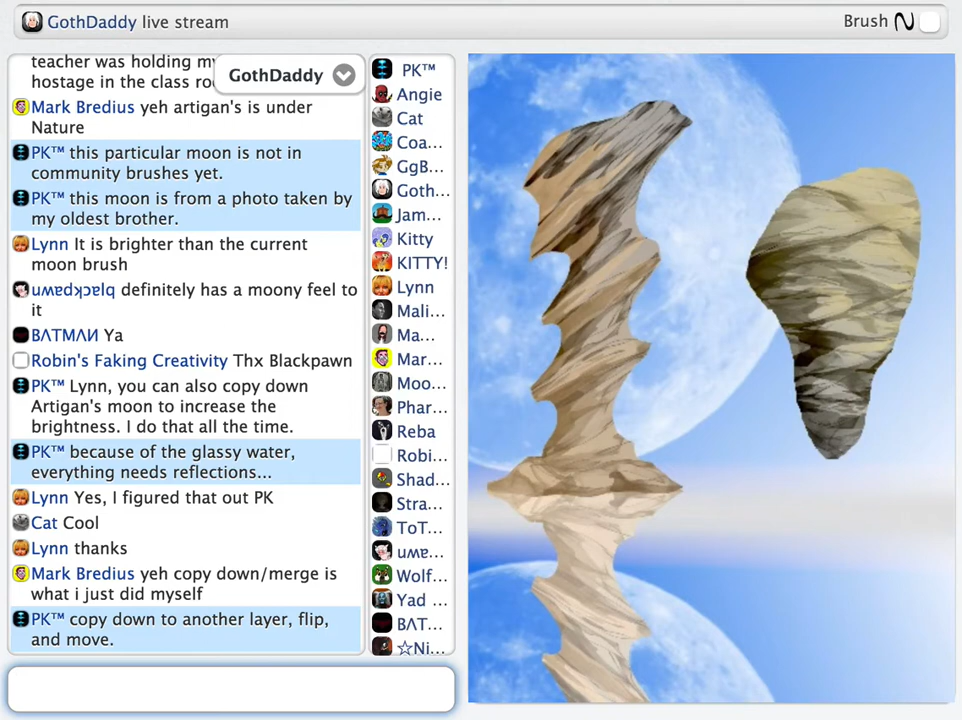 GothDaddy live stream
Brush
teacher was holding my
hostage in the class
GothDaddy
Mark Bredius yeh artigan's is under
Nature
PK™ this particular moon is not in
community brushes yet.
PK™ this moon is from a photo taken by
my oldest brother.
Lynn It is brighter than the current
moon brush
definitely has a moony feel to
it
BΛTMΛN Ya
Robin's Faking Creativity Thx Blackpawn
PK™ Lynn, you can also copy down
Artigan's moon to increase the
brightness. I do that all the time.
PK™ because of the glassy water,
everything needs reflections...
Lynn Yes, I figured that out PK
Cat Cool
Lynn thanks
Mark Bredius yeh copy down/merge is
what i just did myself
PK™ copy down to another layer, flip,
and move.
PK™
Angie
Cat
Coa...
GgB...
Goth...
Jam...
Kitty
KITTY!
Lynn
Mali...
Ma...
Mar...
Moo...
Phar...
Reba
Robi...
Shad...
Stra...
ToT...
uʍɐ...
Wolf...
Yad ...
BΛT...
☆Ni...